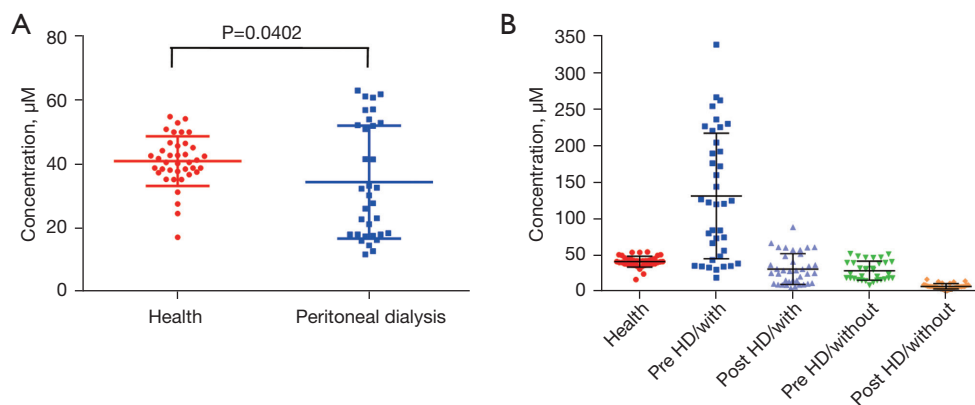 A
P=0.0402
Concentration, µM
80
60
40
20
0
Health
Peritoneal dialysis
B
Concentration, µM
350
300
250
200
150
100
50
0
Health
Pre HD/with
Post HD/with
Pre HD/without
Post HD/without